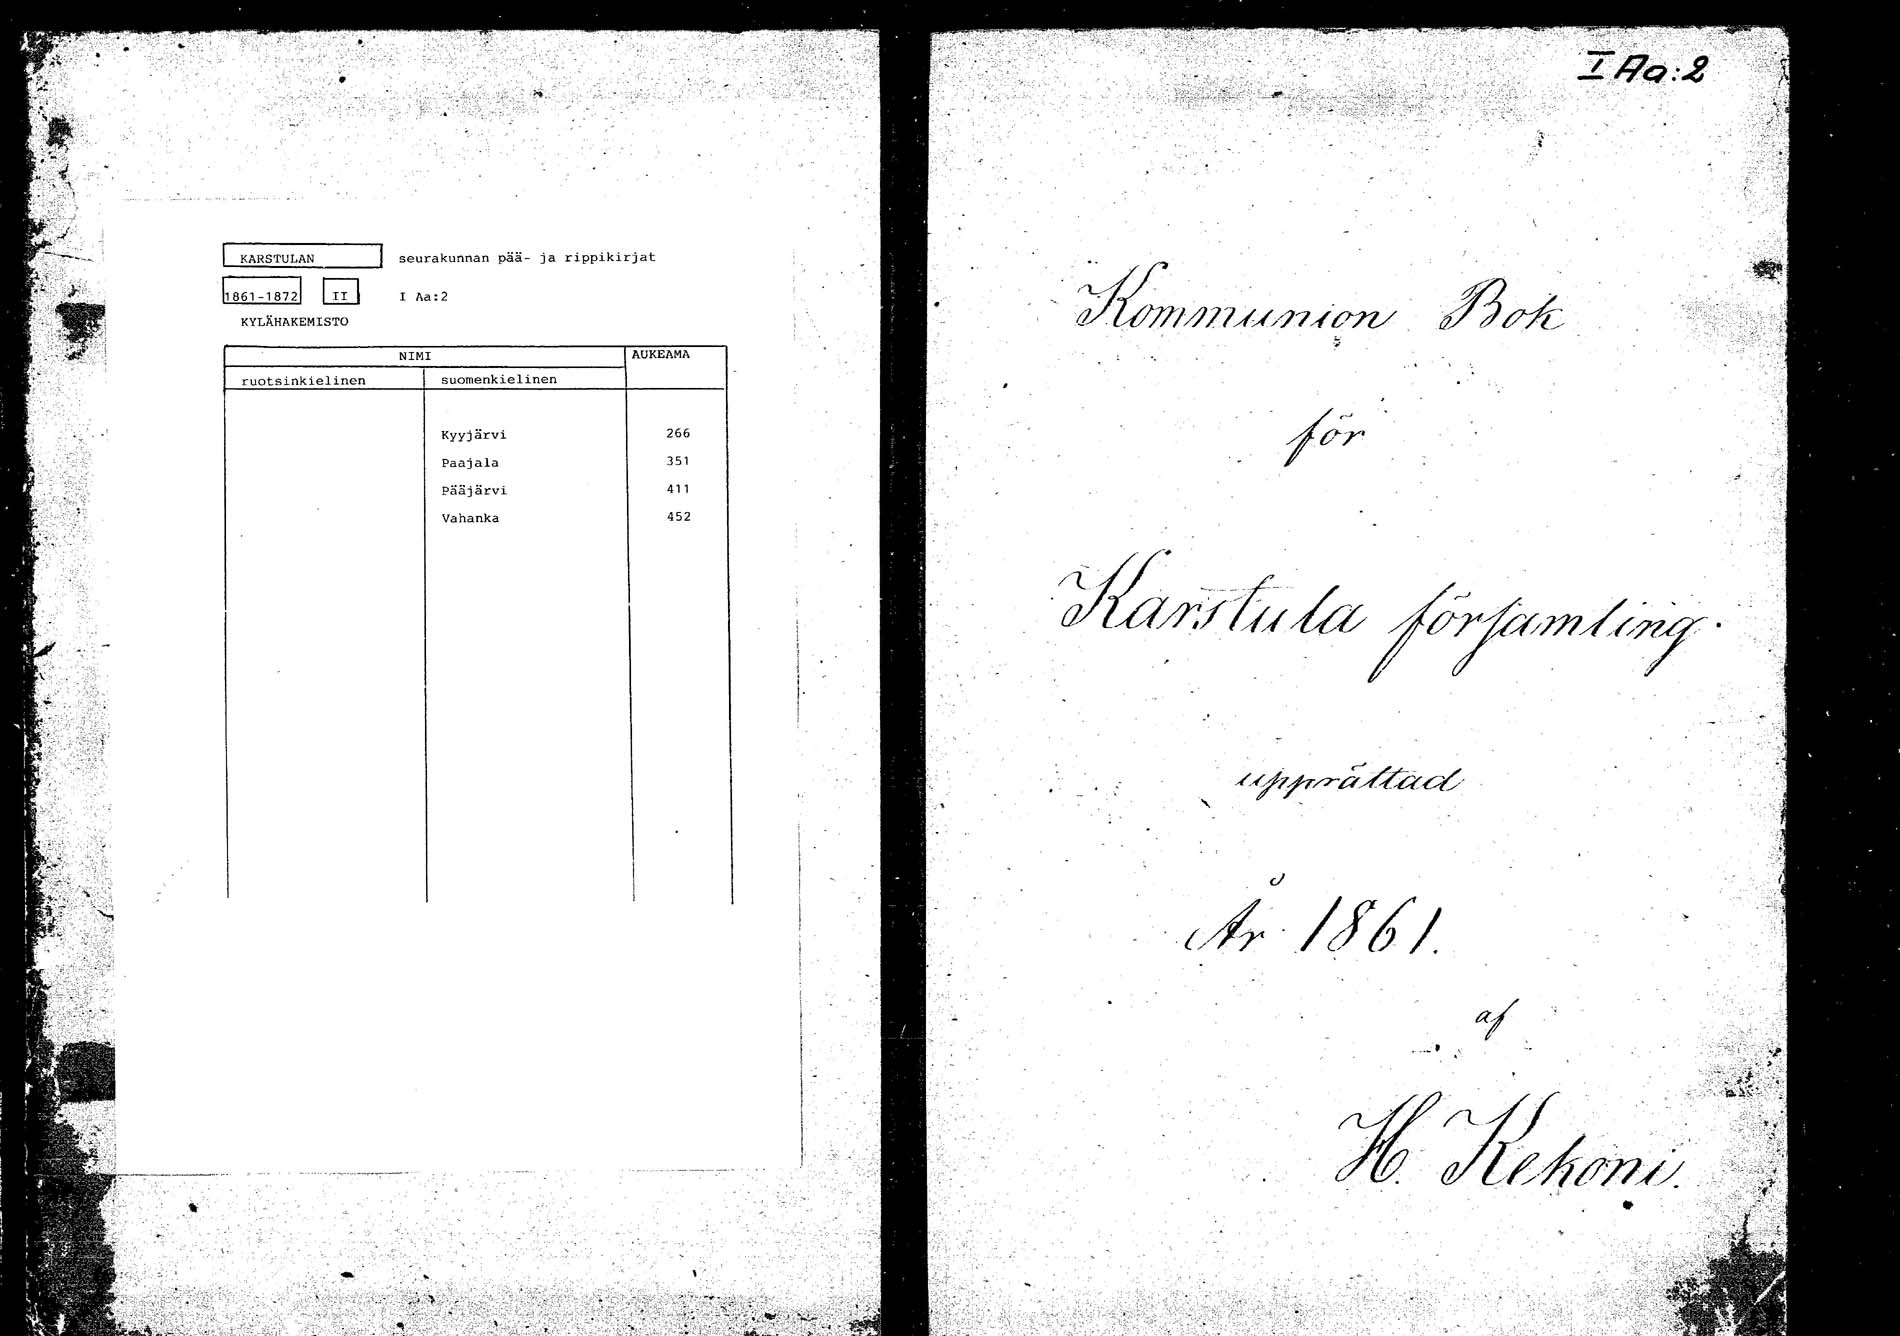 KARSTULAN seurakunnan pää- ja rippikirjat
1861-1872 II I Aa:2
KYLÄHAKEMISTO
NIMI AUKEAMA
ruotsinkielinen suomenkielinen
Kyyjärvi 266
Paajala 351
Pääjärvi 411
Vahanka 452
I Aa:2
Kommunion Bok
för
Karstula församling.
upprättad
År 1861.
af
H. Kekoni.